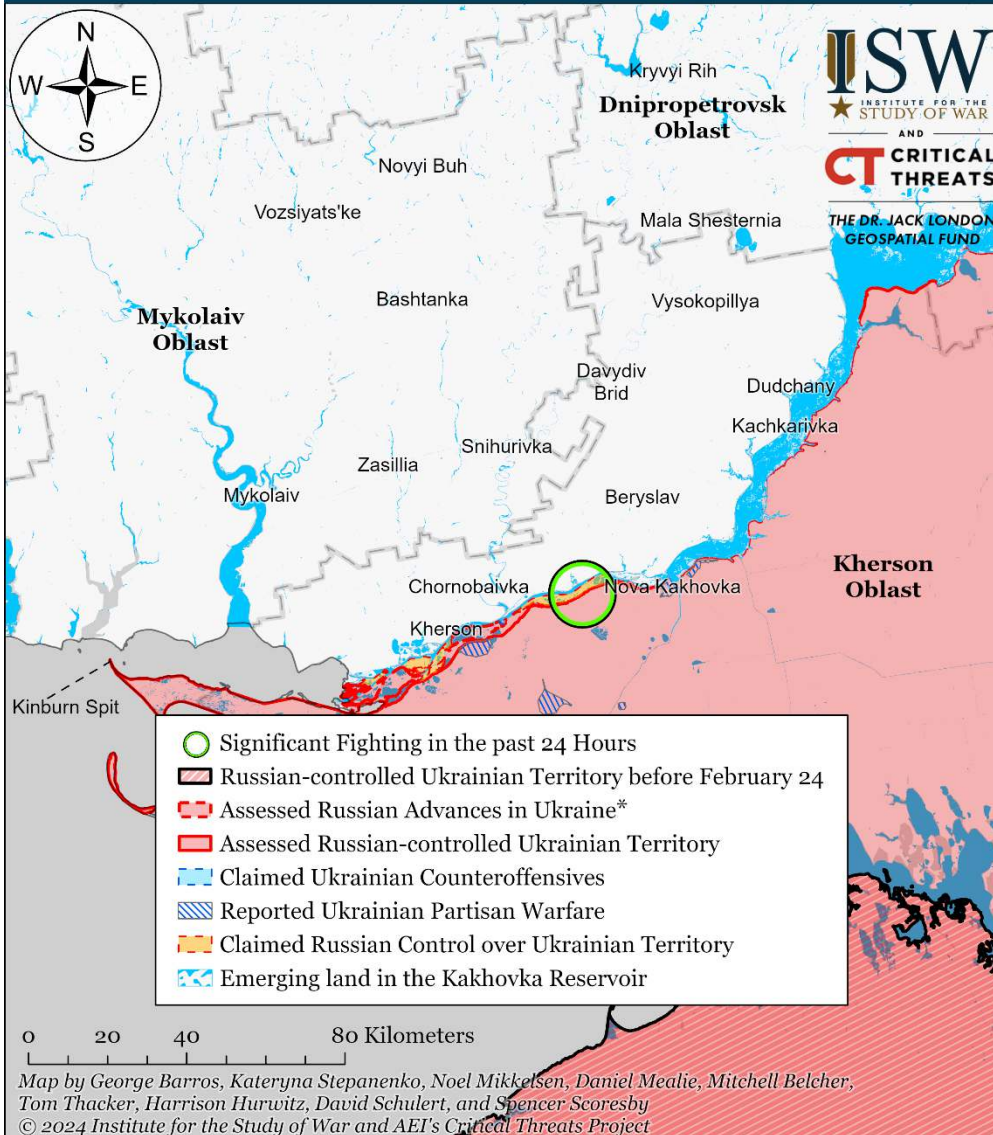 N
W
E
S
Kryvyi Rih
Dnipropetrovsk
Oblast
ISW
INSTITUTE FOR THE
STUDY OF WAR
AND
CT CRITICAL
THREATS
THE DR. JACK LONDON
GEOSPATIAL FUND
Novyi Buh
Vozsiyats'ke
Mala Shesternia
Bashtanka
Vysokopillya
Mykolaiv
Oblast
Davydiv
Brid
Dudchany
Kachkarivka
Snihurivka
Zasillia
Mykolaiv
Beryslav
Kherson
Oblast
Chornobaivka
Nova Kakhovka
Kherson
Kinburn Spit
Significant Fighting in the past 24 Hours
Russian-controlled Ukrainian Territory before February 24
Assessed Russian Advances in Ukraine*
Assessed Russian-controlled Ukrainian Territory
Claimed Ukrainian Counteroffensives
Reported Ukrainian Partisan Warfare
Claimed Russian Control over Ukrainian Territory
Emerging land in the Kakhovka Reservoir
0 20 40 80 Kilometers
Map by George Barros, Kateryna Stepanenko, Noel Mikkelsen, Daniel Mealie, Mitchell Belcher,
Tom Thacker, Harrison Hurwitz, David Schulert, and Spencer Scoresby
© 2024 Institute for the Study of War and AEI's Critical Threats Project